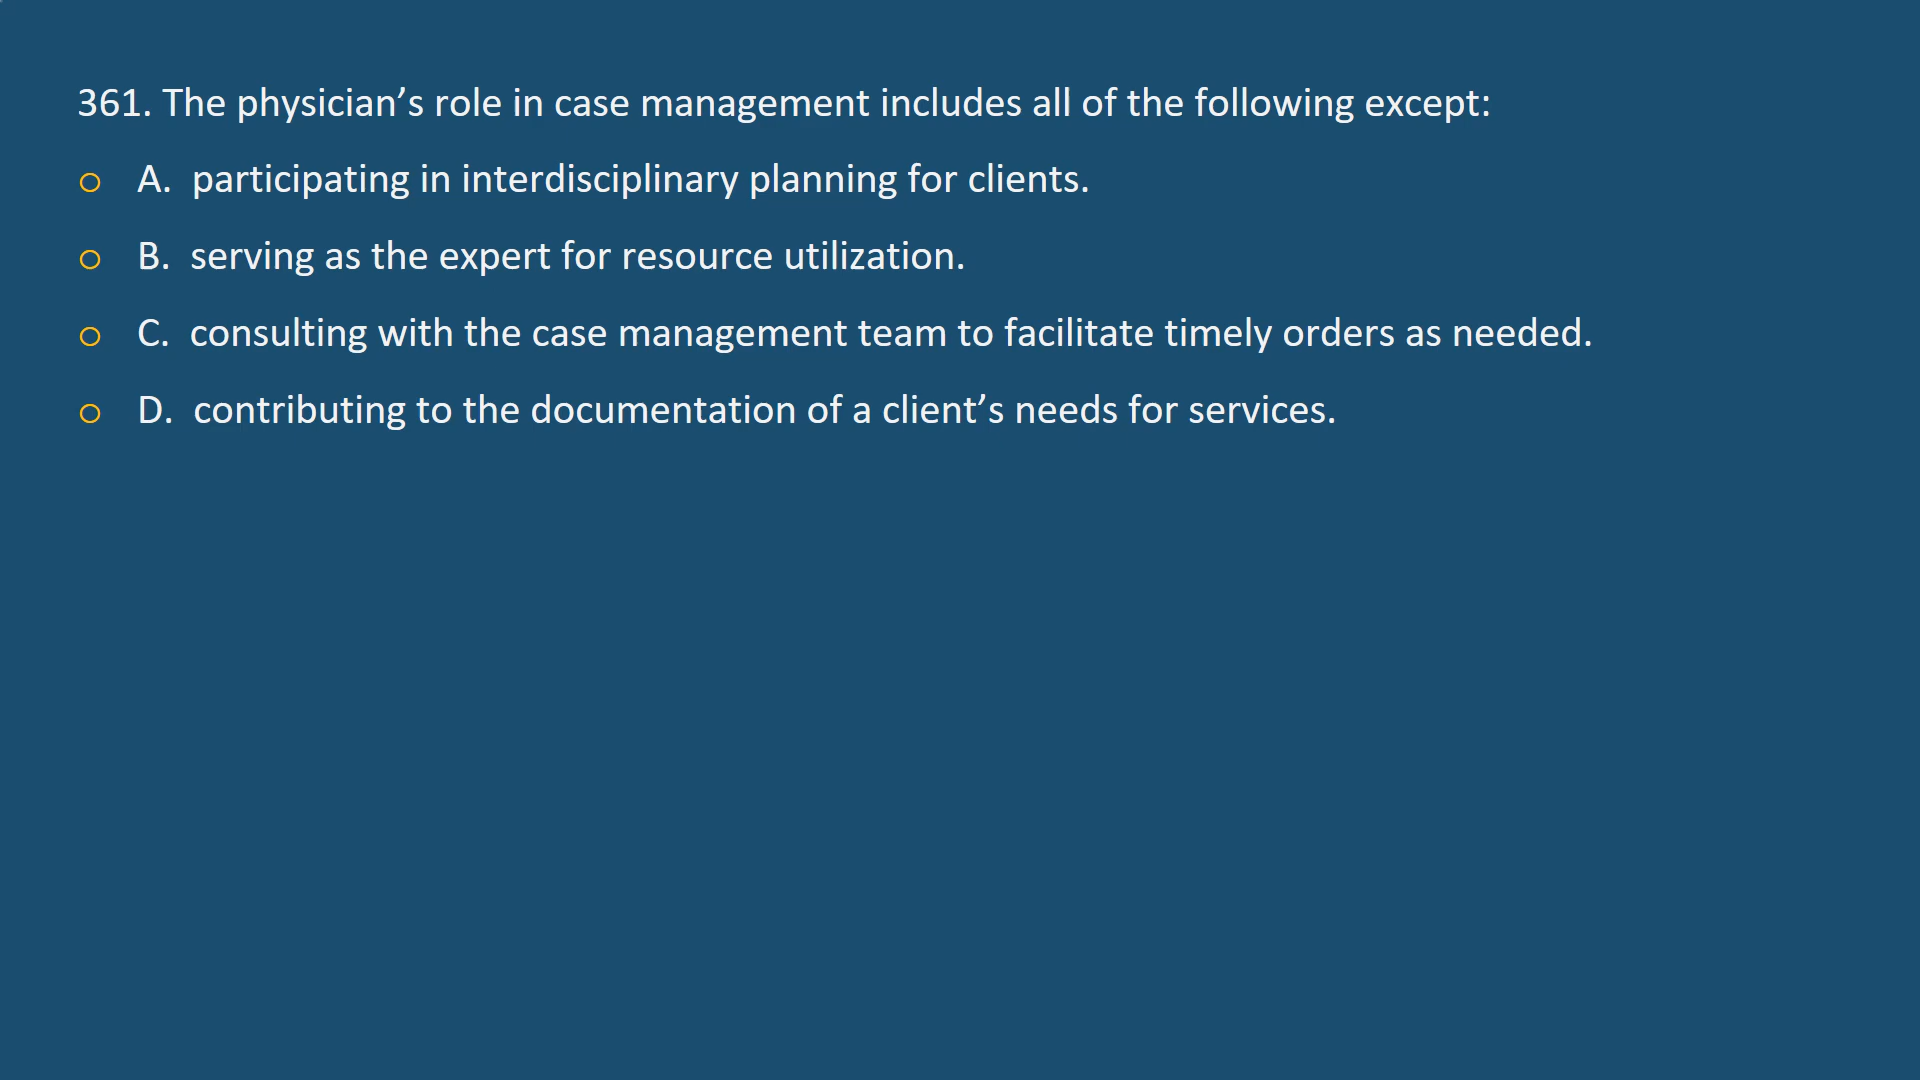 361. The physician’s role in case management includes all of the following except:
o A. participating in interdisciplinary planning for clients.
o B. serving as the expert for resource utilization.
o C. consulting with the case management team to facilitate timely orders as needed.
o D. contributing to the documentation of a client’s needs for services.